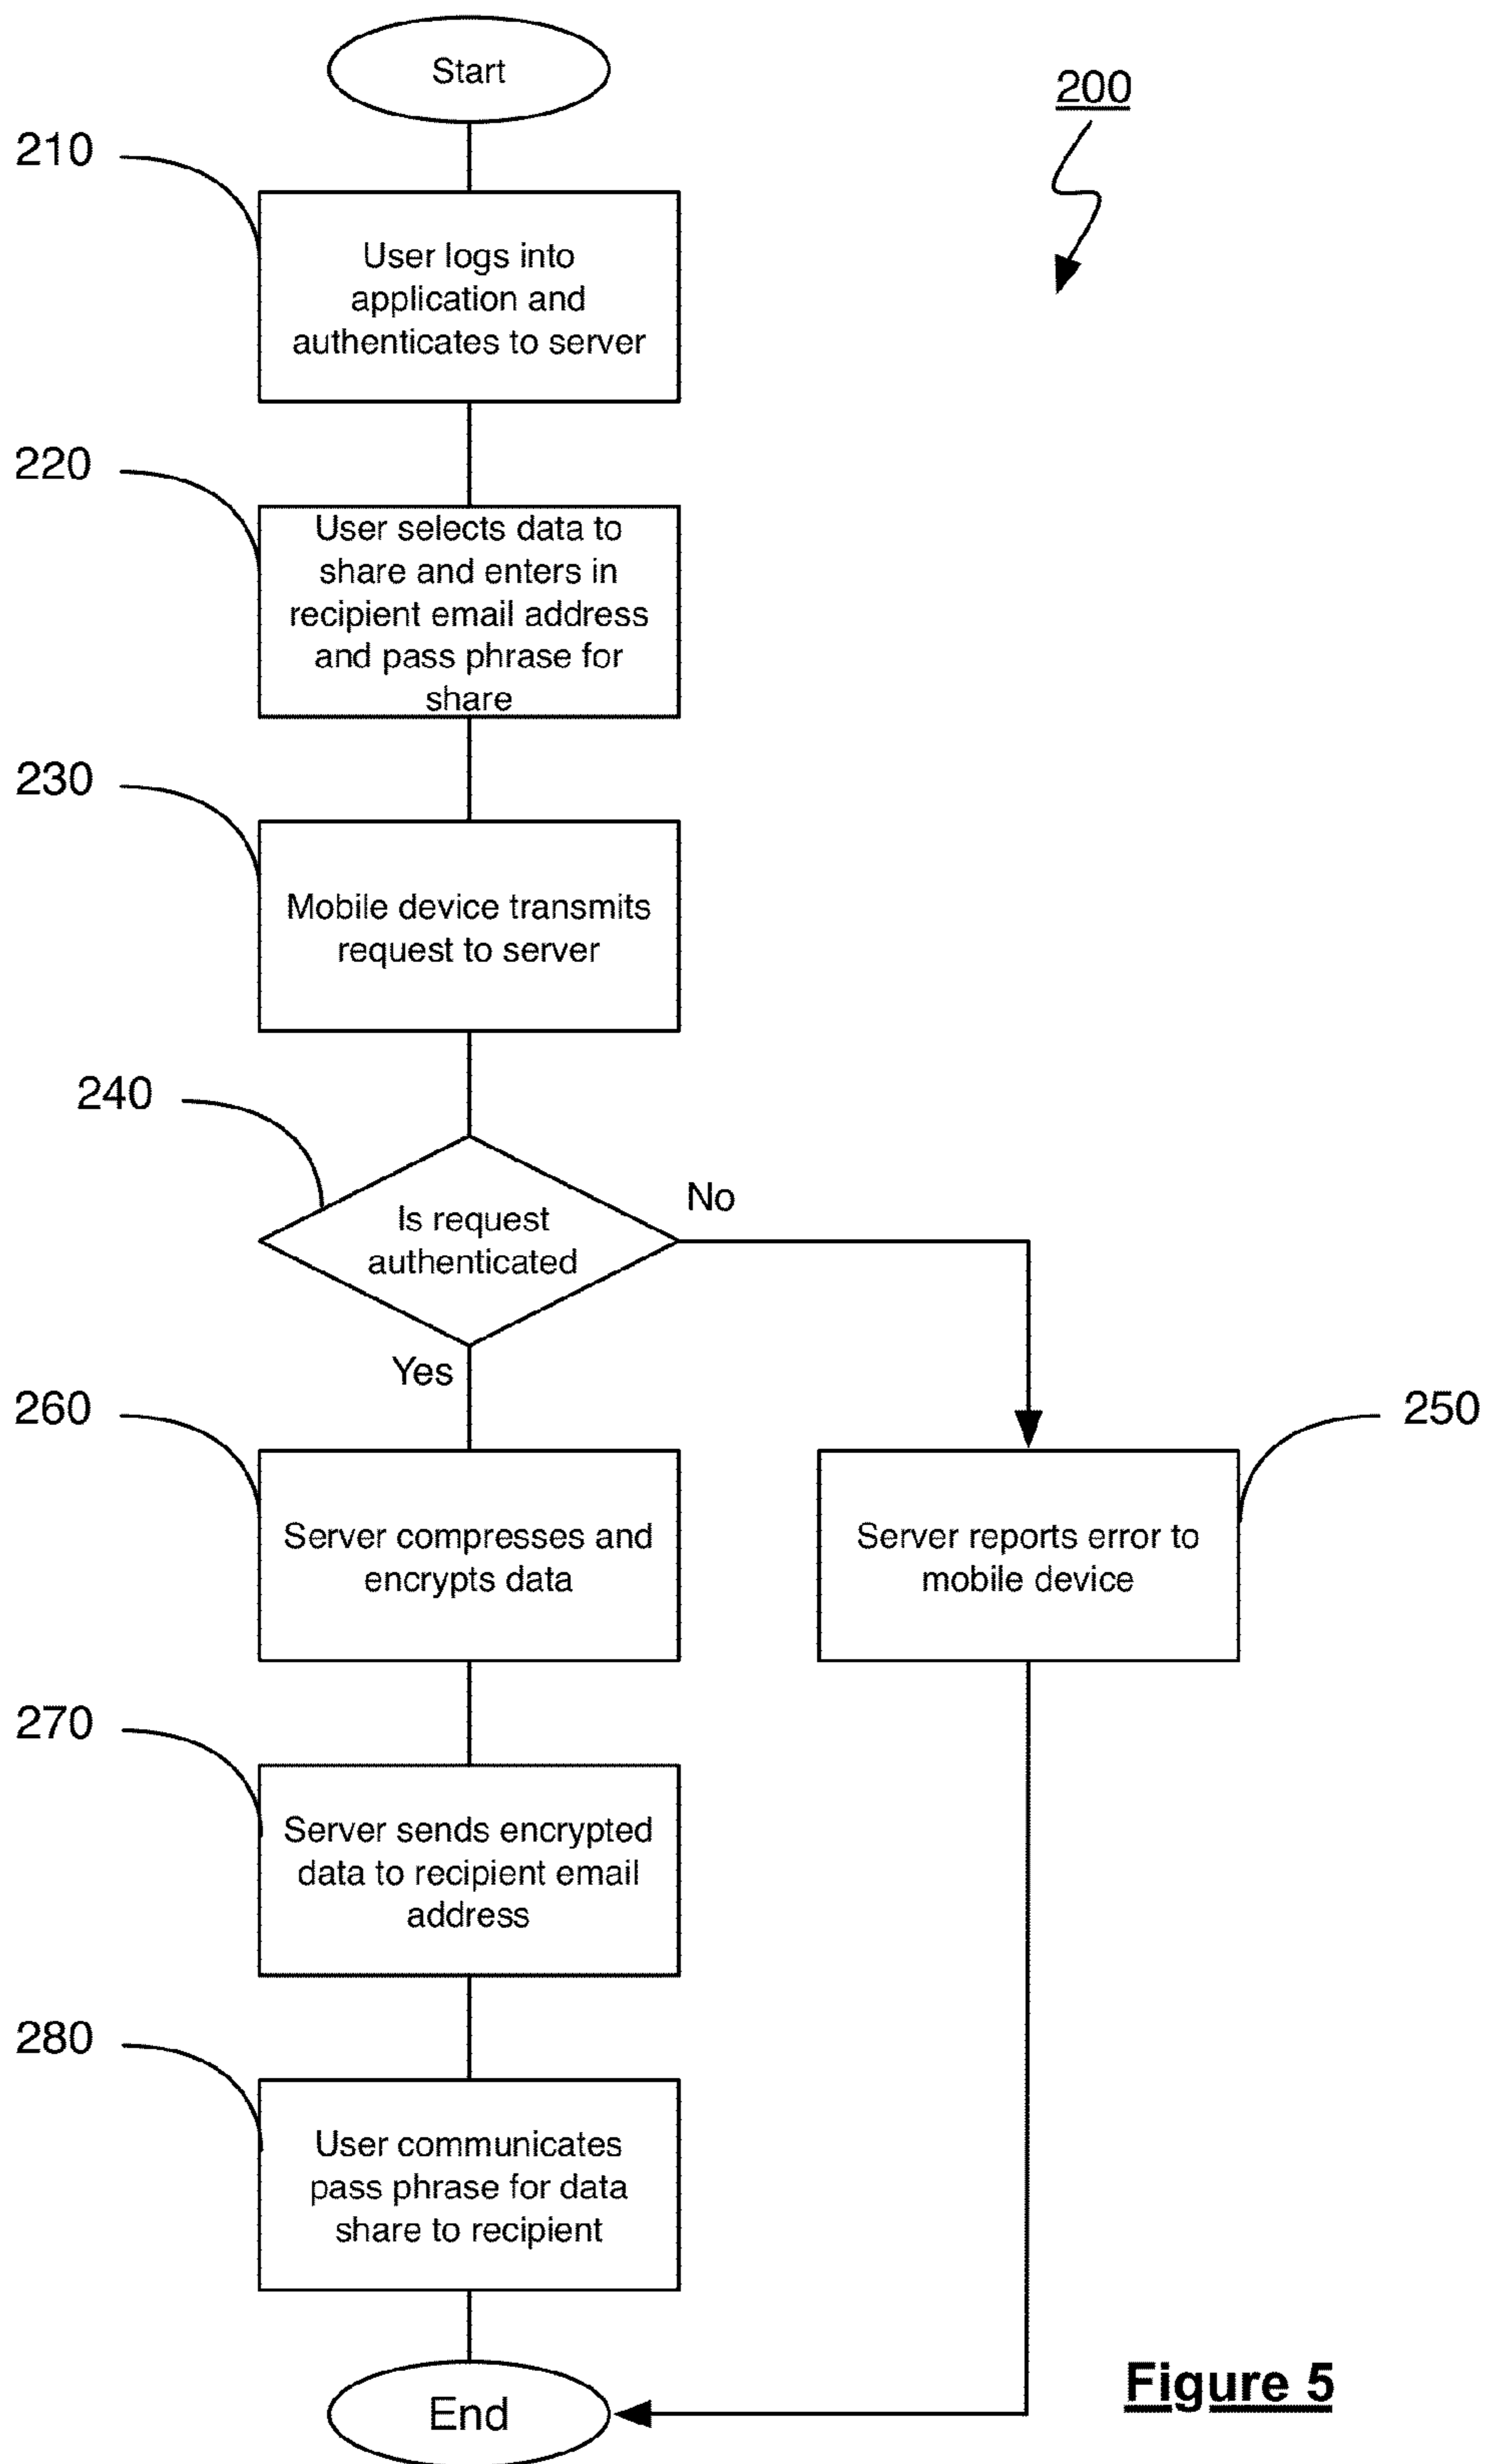 Start
200
210
User logs into
application and
authenticates to server
220
User selects data to
share and enters in
recipient email address
and pass phrase for
share
230
Mobile device transmits
request to server
240
Is request
authenticated
No
Yes
260
Server compresses and
encrypts data
250
Server reports error to
mobile device
270
Server sends encrypted
data to recipient email
address
280
User communicates
pass phrase for data
share to recipient
End
Figure 5